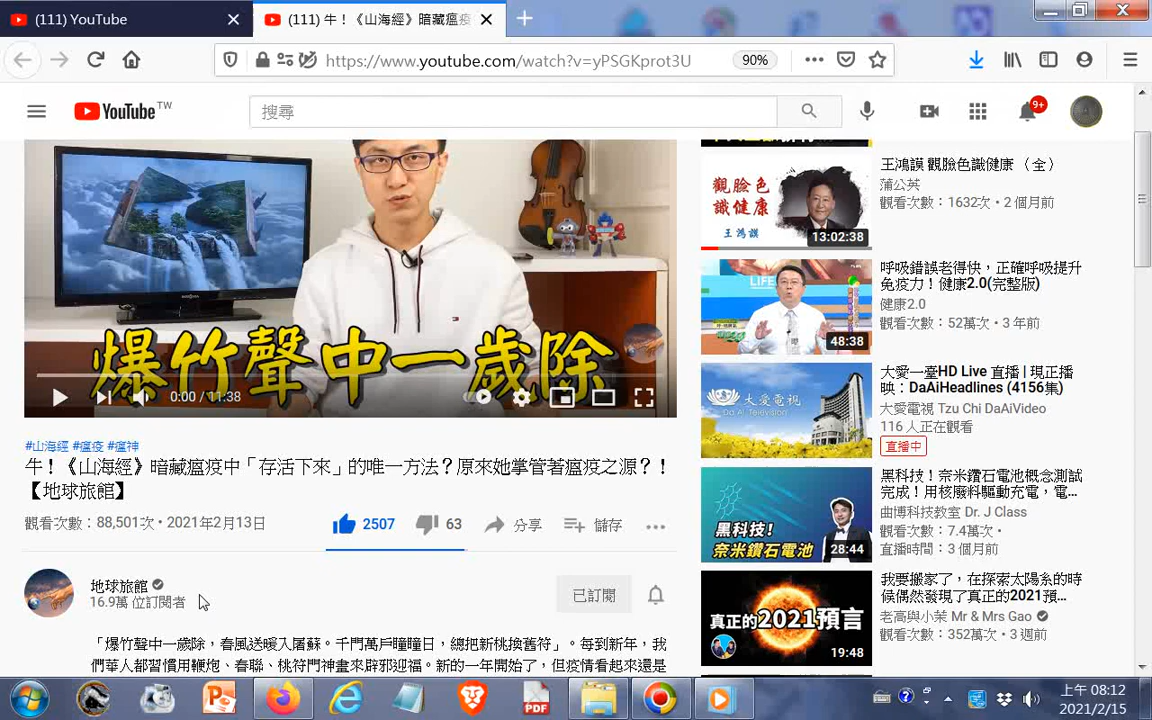 (111) YouTube
(111) 牛！《山海經》暗藏瘟疫
https://www.youtube.com/watch?v=yPSGKprot3U
90%
YouTube TW
搜尋
9+
爆竹聲中一歲除
0:00 / 11:38
#山海經 #瘟疫 #瘟神
牛！《山海經》暗藏瘟疫中「存活下來」的唯一方法？原來她掌管著瘟疫之源？！
【地球旅館】
觀看次數：88,501次 • 2021年2月13日
2507
63
分享
儲存
地球旅館
16.9萬 位訂閱者
已訂閱
「爆竹聲中一歲除，春風送暖入屠蘇。千門萬戶曈曈日，總把新桃換舊符」。每到新年，我
們華人都習慣用鞭炮、春聯、桃符門神畫來辟邪迎福。新的一年開始了，但疫情看起來還是
觀臉色
識健康
王鴻謨
13:02:38
王鴻謨 觀臉色識健康 （全）
蒲公英
觀看次數：1632次 • 2 個月前
LIFE
48:38
呼吸錯誤老得快，正確呼吸提升
免疫力！健康2.0(完整版)
健康2.0
觀看次數：52萬次 • 3 年前
大愛電視
Da Ai Television
大愛一臺HD Live 直播 | 現正播
映：DaAiHeadlines (4156集)
大愛電視 Tzu Chi DaAiVideo
116 人正在觀看
直播中
黑科技！
奈米鑽石電池
28:44
黑科技！奈米鑽石電池概念測試
完成！用核廢料驅動充電，電...
曲博科技教室 Dr. J Class
觀看次數：7.4萬次 •
直播時間：3 個月前
真正的2021預言
19:48
我要搬家了，在探索太陽系的時
候偶然發現了真正的2021預...
老高與小茉 Mr & Mrs Gao
觀看次數：352萬次 • 3 週前
PDF
上午 08:12
2021/2/15